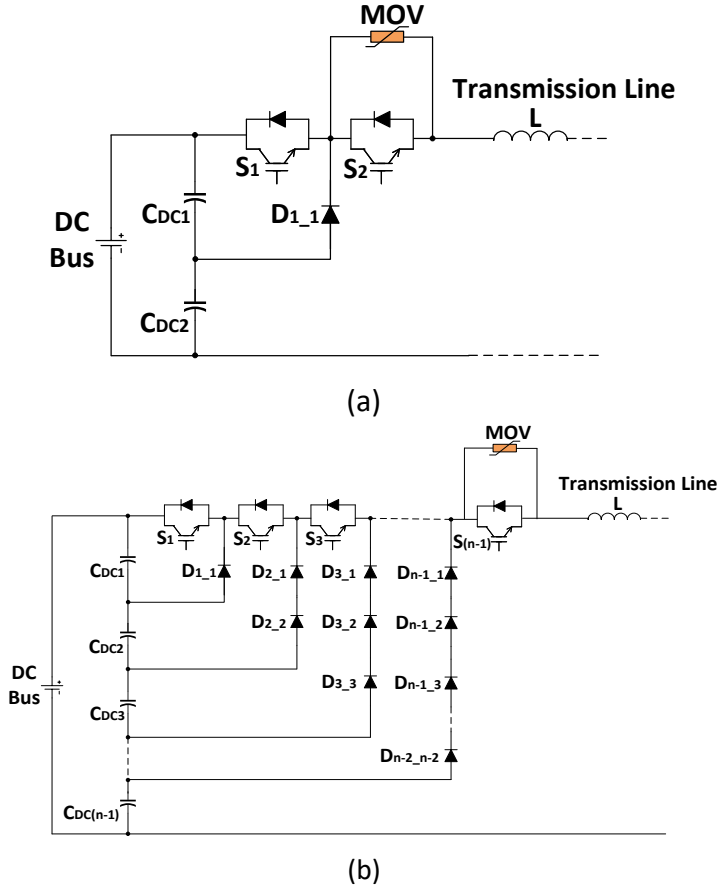 MOV
Transmission Line
L
S1
S2
CDC1
D1_1
DC
Bus
+
-
CDC2
(a)
MOV
Transmission Line
L
S1
S2
S3
S(n-1)
CDC1
D1_1
D2_1
D3_1
Dn-1_1
CDC2
D2_2
D3_2
Dn-1_2
DC
Bus
+
-
CDC3
D3_3
Dn-1_3
Dn-2_n-2
CDC(n-1)
(b)